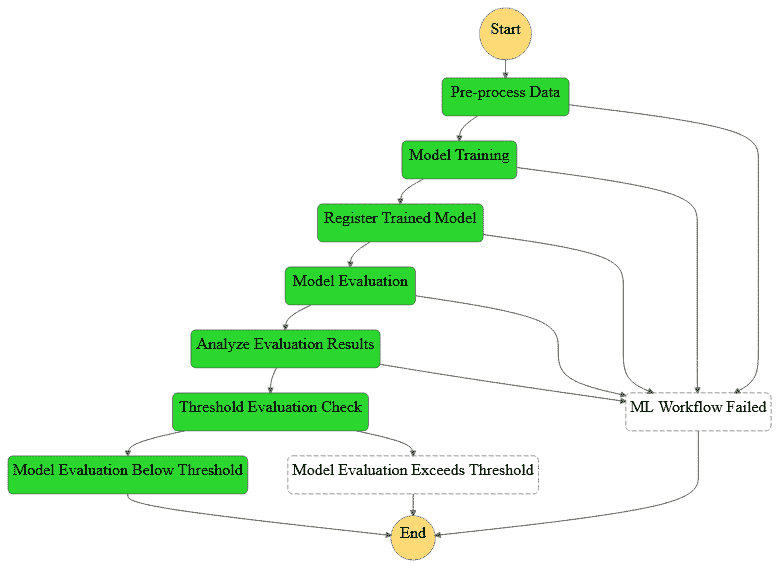 Start
Pre-process Data
Model Training
Register Trained Model
Model Evaluation
Analyze Evaluation Results
Threshold Evaluation Check
ML Workflow Failed
Model Evaluation Below Threshold
Model Evaluation Exceeds Threshold
End